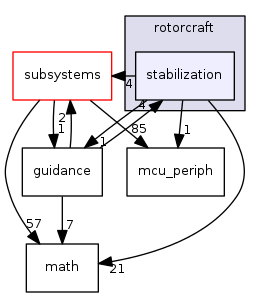 rotorcraft
subsystems
stabilization
4
2
1
4
1
85
1
guidance
mcu_periph
57
7
21
math